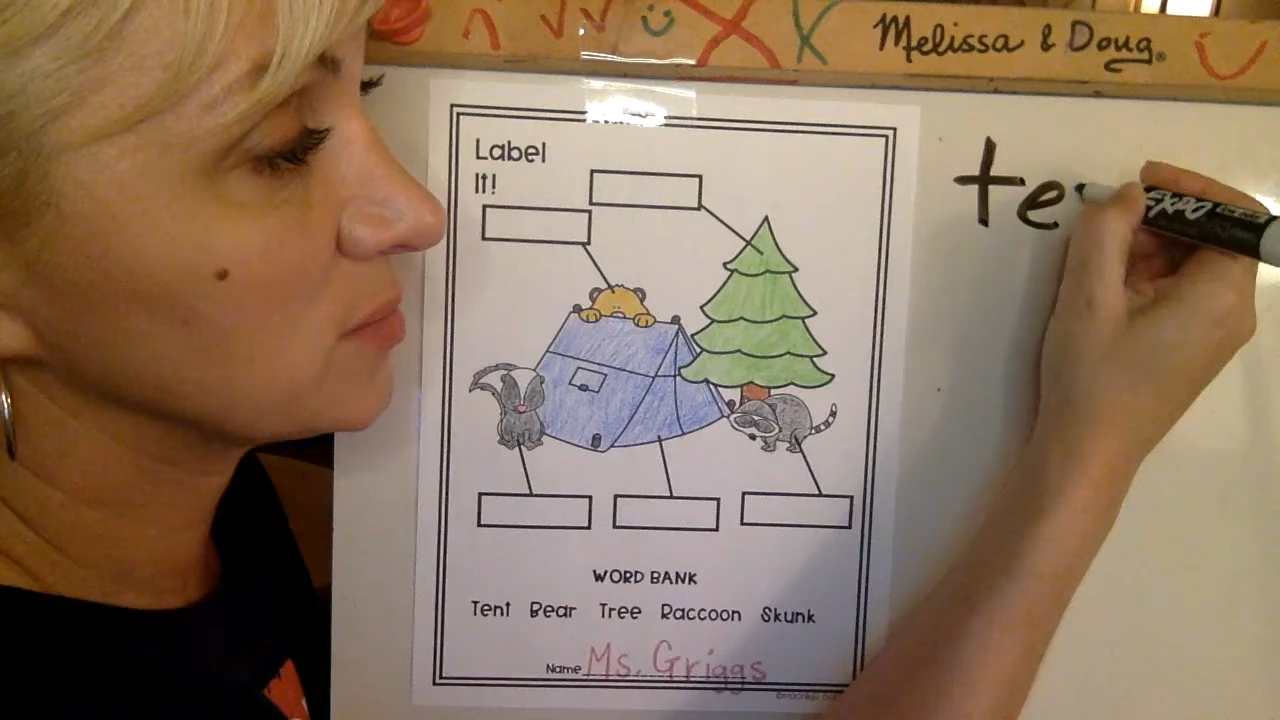 Melissa & Doug
Label
It!
te
EXPO
WORD BANK
Tent Bear Tree Raccoon Skunk
Name Ms. Griggs